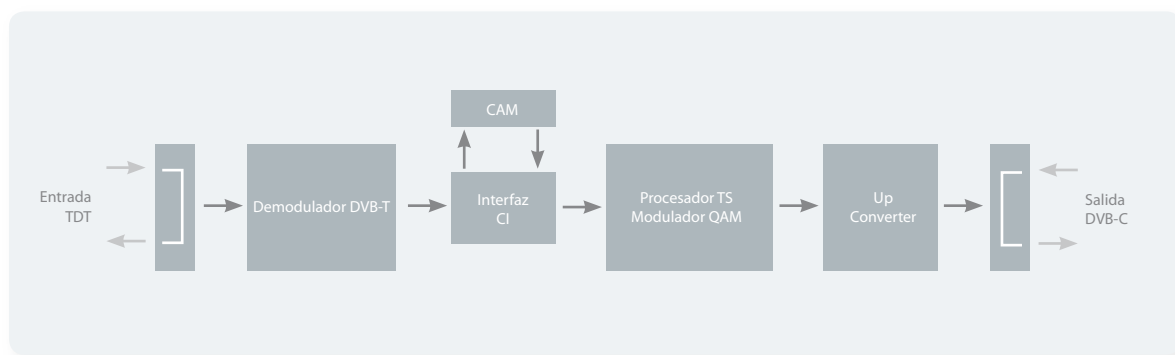 Entrada
TDT
Demodulador DVB-T
CAM
Interfaz
CI
Procesador TS
Modulador QAM
Up
Converter
Salida
DVB-C